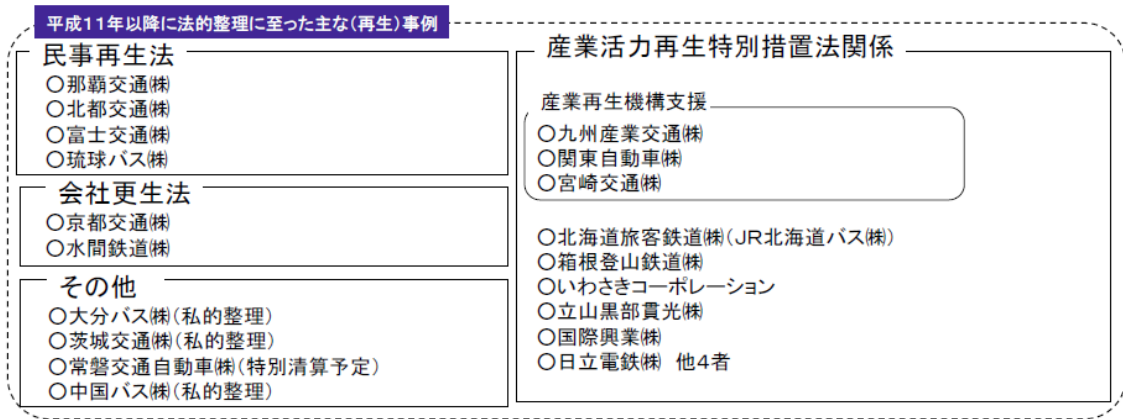 平成11年以降に法的整理に至った主な(再生)事例
民事再生法
○那覇交通㈱
○北都交通㈱
○富士交通㈱
○琉球バス㈱
会社更生法
○京都交通㈱
○水間鉄道㈱
その他
○大分バス㈱(私的整理)
○茨城交通㈱(私的整理)
○常磐交通自動車㈱(特別清算予定)
○中国バス㈱(私的整理)
産業活力再生特別措置法関係
産業再生機構支援
○九州産業交通㈱
○関東自動車㈱
○宮崎交通㈱
○北海道旅客鉄道㈱(JR北海道バス㈱)
○箱根登山鉄道㈱
○いわさきコーポレーション
○立山黒部貫光㈱
○国際興業㈱
○日立電鉄㈱ 他4者